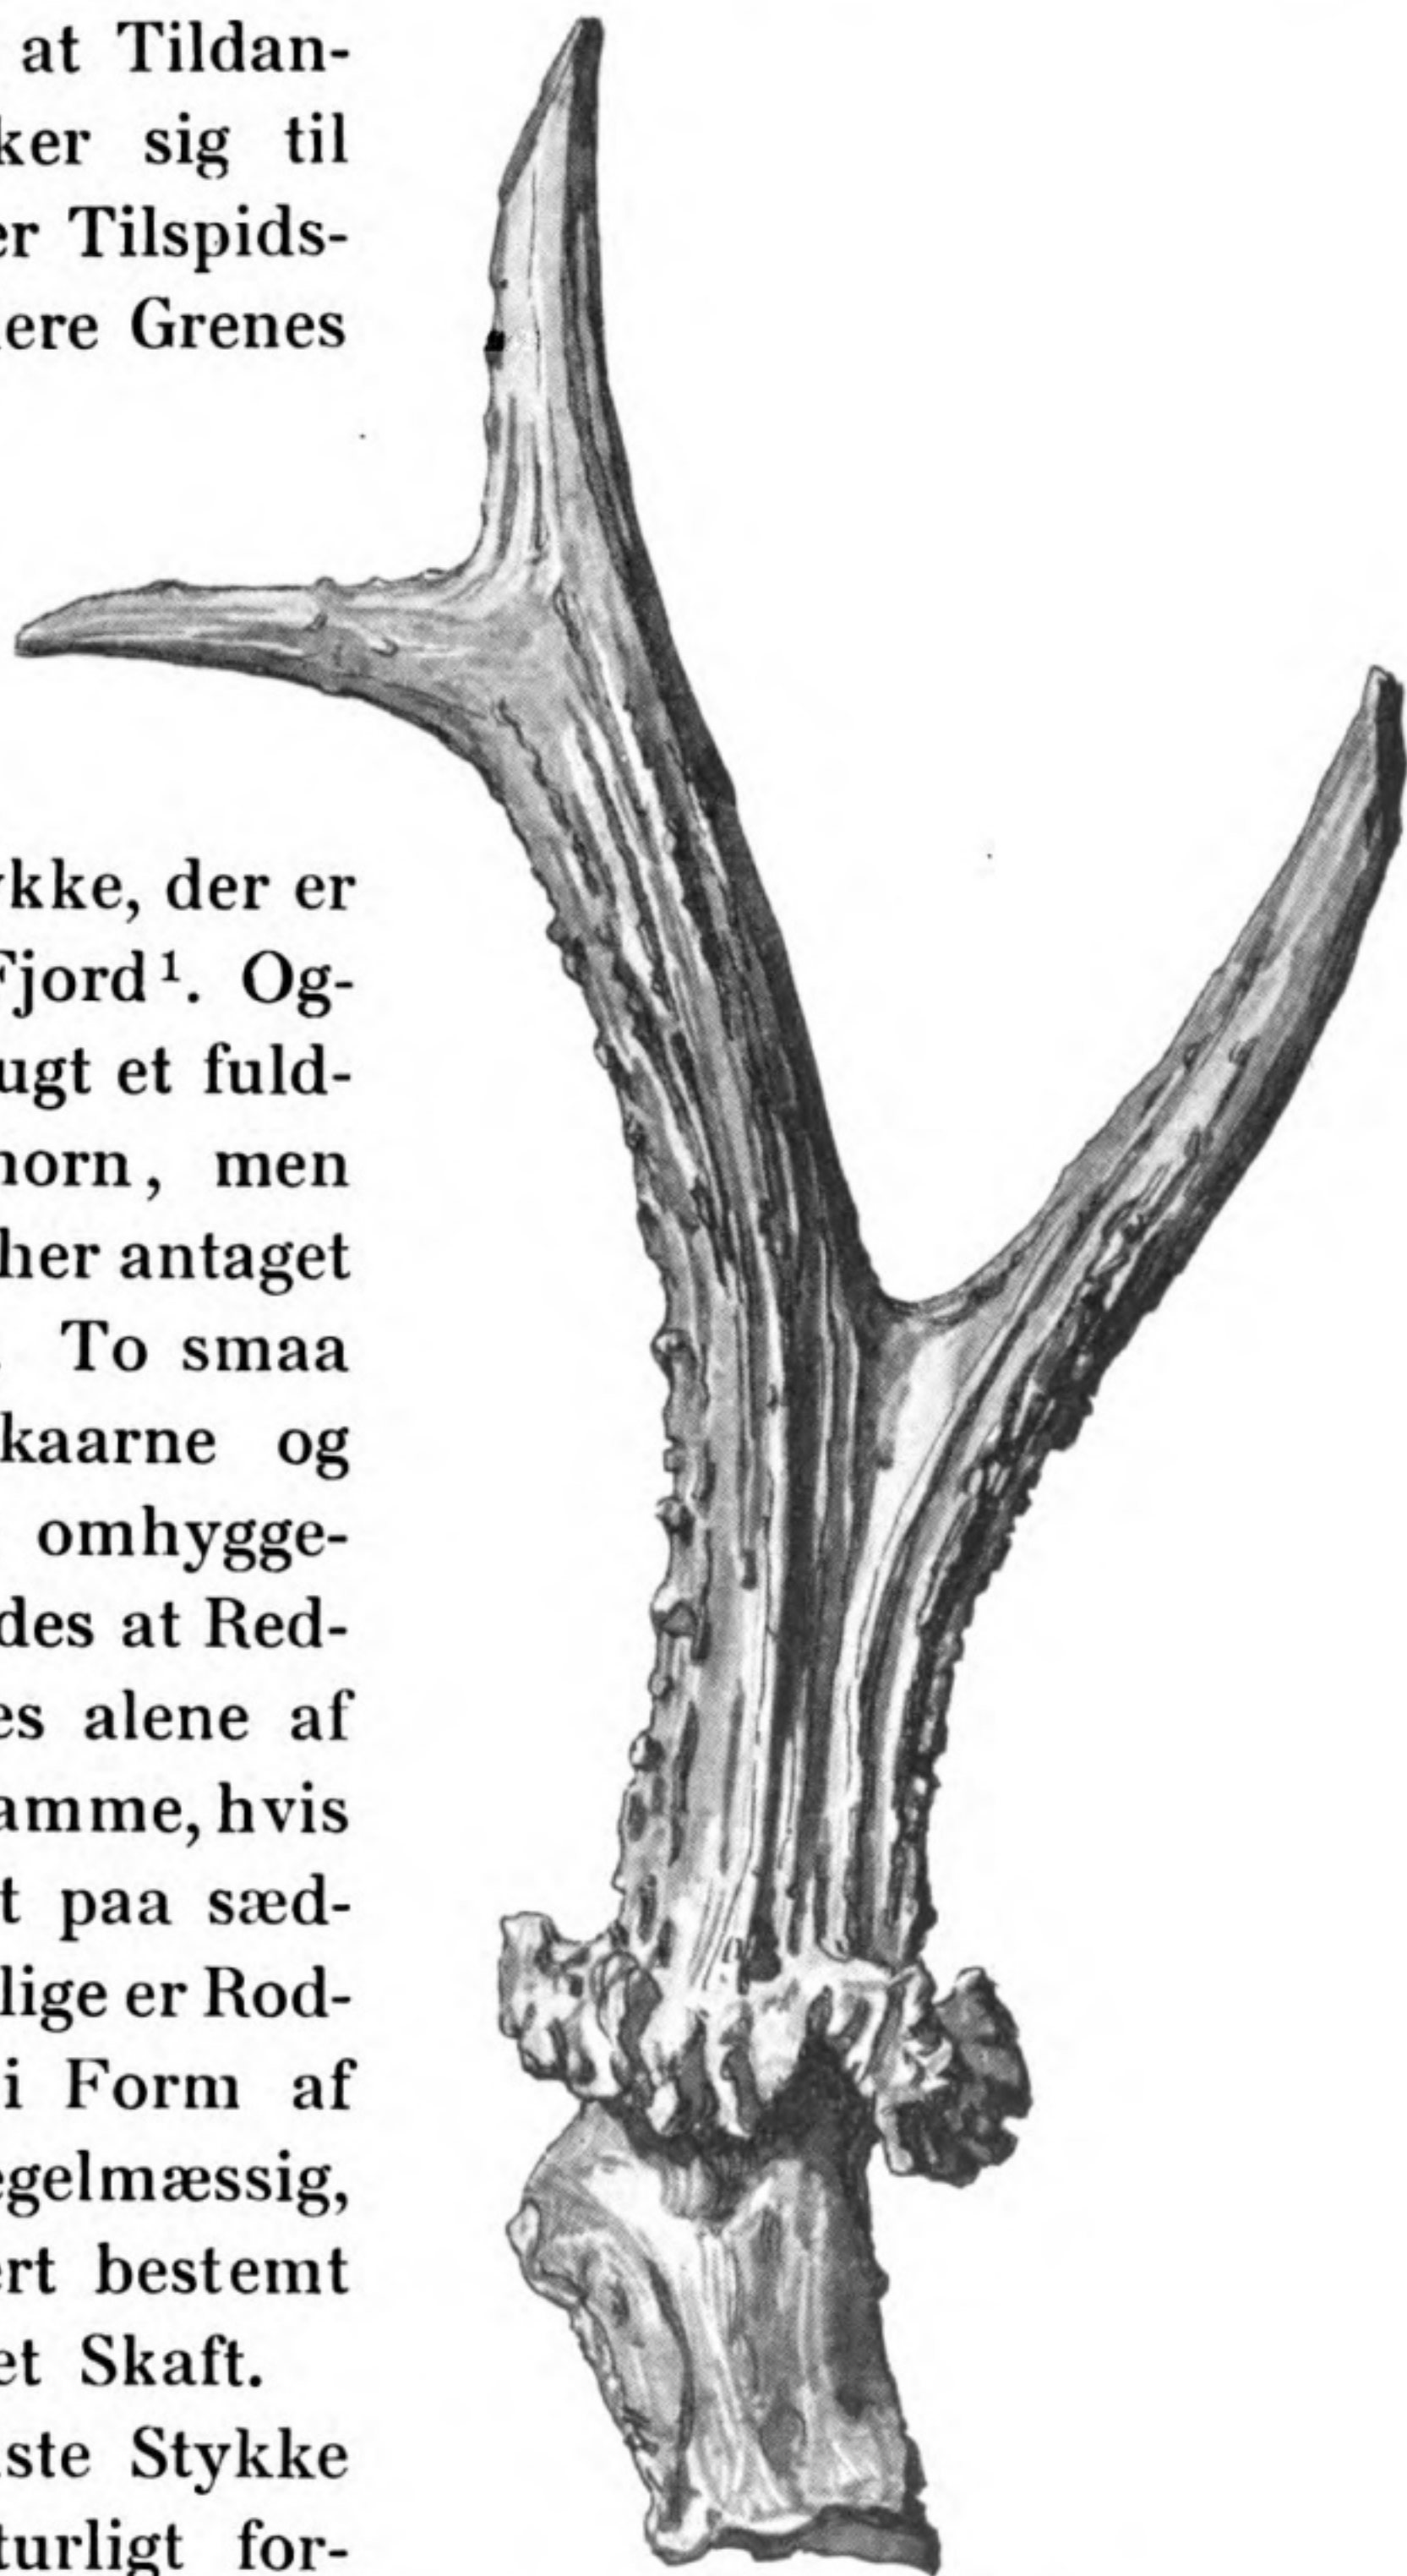 at Tildan-
ker sig til
er Tilspids-
ere Grenes
ykke, der er
Fjord¹. Og-
ugt et fuld-
horn, men
her antaget
To smaa
kaarne og
omhygge-
des at Red-
es alene af
amme, hvis
t paa sæd-
lige er Rod-
i Form af
egelmæssig,
ert bestemt
et Skaft.
ste Stykke
turligt for-